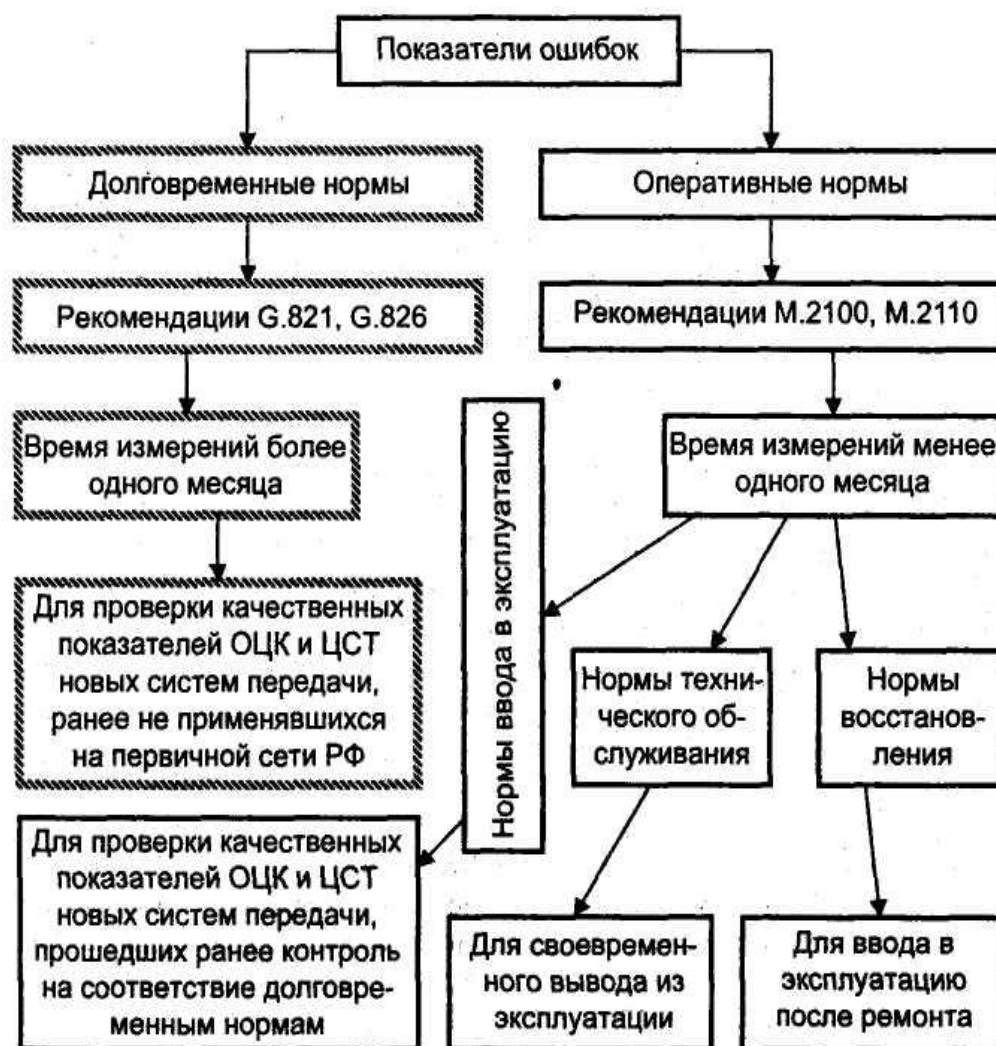 Показатели ошибок
Долговременные нормы
Оперативные нормы
Рекомендации G.821, G.826
Рекомендации М.2100, М.2110
Время измерений более
одного месяца
Время измерений менее
одного месяца
Нормы ввода в эксплуатацию
Для проверки качественных
показателей ОЦК и ЦСТ
новых систем передачи,
ранее не применявшихся
на первичной сети РФ
Нормы техни-
ческого об-
служивания
Нормы
восстанов-
ления
Для проверки качественных
показателей ОЦК и ЦСТ
новых систем передачи,
прошедших ранее контроль
на соответствие долговре-
менным нормам
Для своевремен-
ного вывода из
эксплуатации
Для ввода в
эксплуатацию
после ремонта